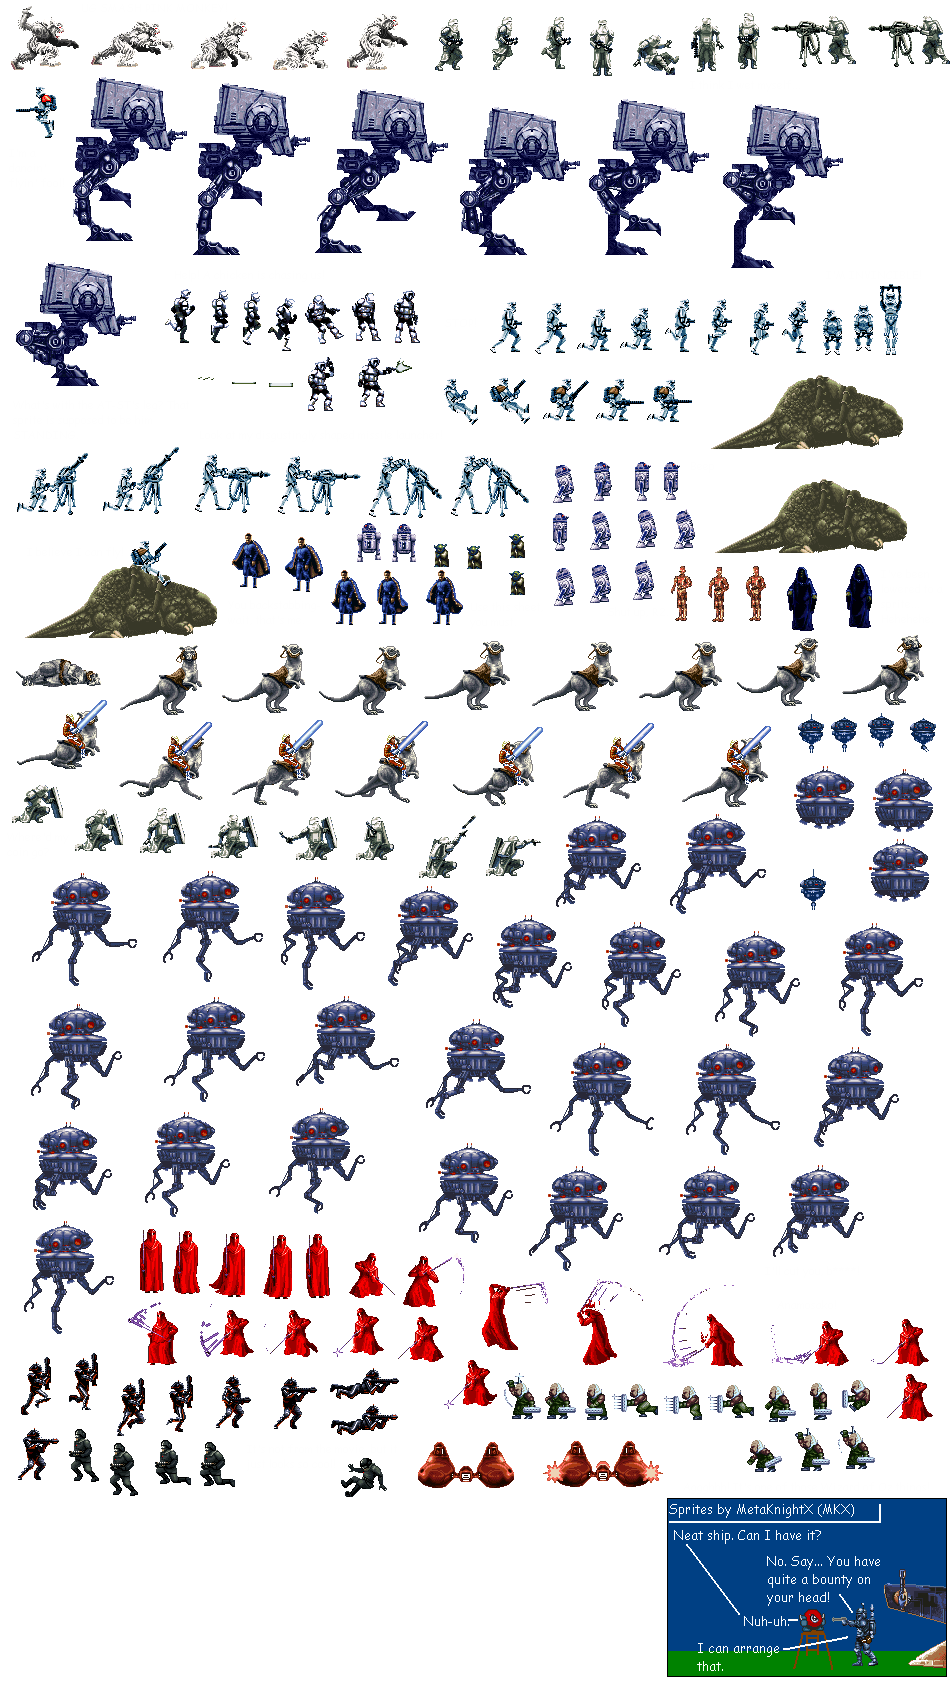 Sprites by MetaKnightX (MKX)
Neat ship. Can I have it?
No. Say... You have
quite a bounty on
your head!
Nuh-uh.
I can arrange
that.